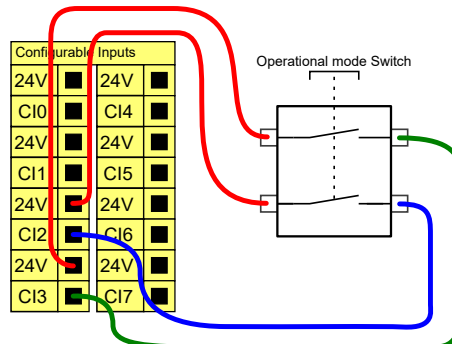 Configurable Inputs
Operational mode Switch
24V 24V
CI0 CI4
24V 24V
CI1 CI5
24V 24V
CI2 CI6
24V 24V
CI3 CI7